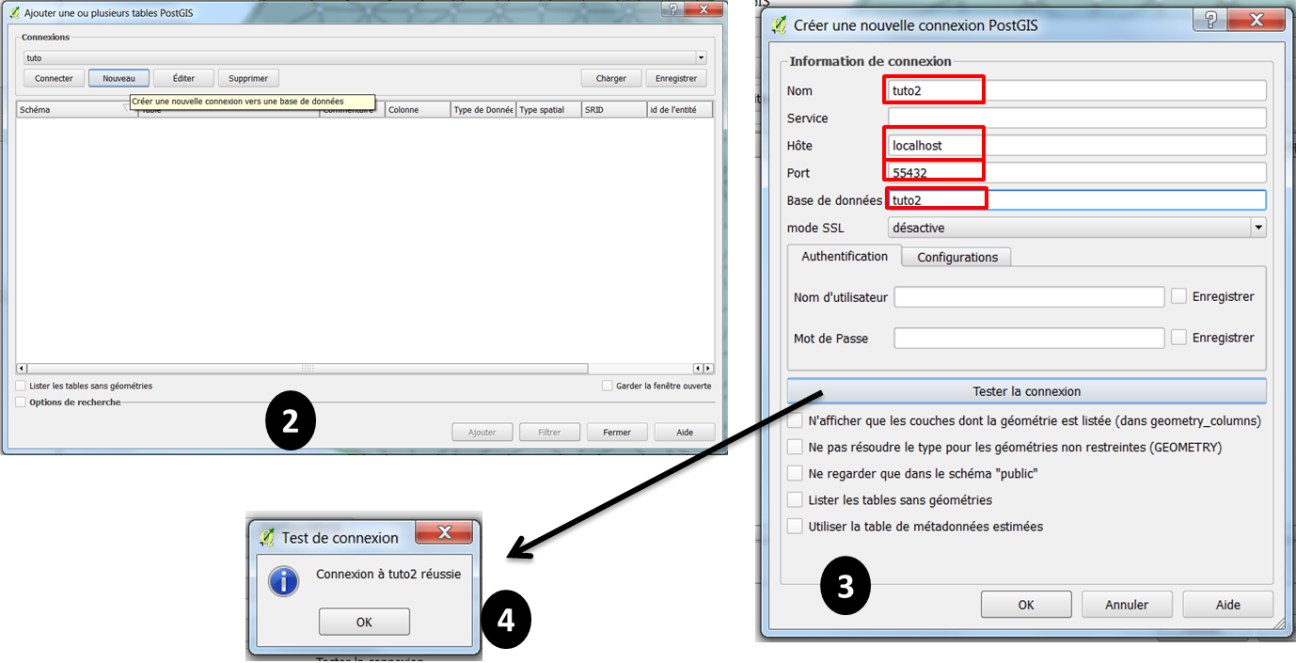 Ajouter une ou plusieurs tables PostGIS
Connexions
tuto
Connecter Nouveau Éditer Supprimer Charger Enregistrer
Créer une nouvelle connexion vers une base de données
Schéma Table Commentaire Colonne Type de Donnée Type spatial SRID id de l'entité
Lister les tables sans géométries Garder la fenêtre ouverte
Options de recherche
2
Ajouter Filtrer Fermer Aide
Créer une nouvelle connexion PostGIS
Information de connexion
Nom tuto2
Service
Hôte localhost
Port 55432
Base de données tuto2
mode SSL désactive
Authentification Configurations
Nom d'utilisateur Enregistrer
Mot de Passe Enregistrer
Tester la connexion
N'afficher que les couches dont la géométrie est listée (dans geometry_columns)
Ne pas résoudre le type pour les géométries non restreintes (GEOMETRY)
Ne regarder que dans le schéma "public"
Lister les tables sans géométries
Utiliser la table de métadonnées estimées
3
OK Annuler Aide
Test de connexion
Connexion à tuto2 réussie
OK
4